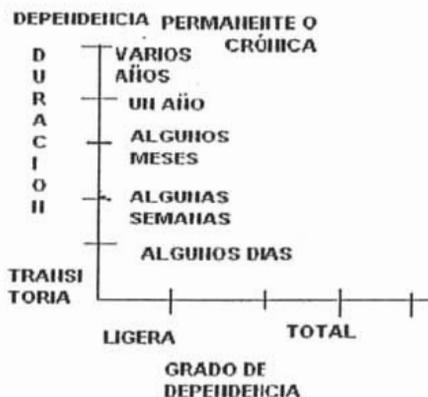 DEPENDENCIA PERMANENTE O
CRÓNICA
DURACION
VARIOS
AÑOS
UN AÑO
ALGUNOS
MESES
ALGUNAS
SEMANAS
ALGUNOS DIAS
TRANSI
TORIA
LIGERA
TOTAL
GRADO DE
DEPENDENCIA